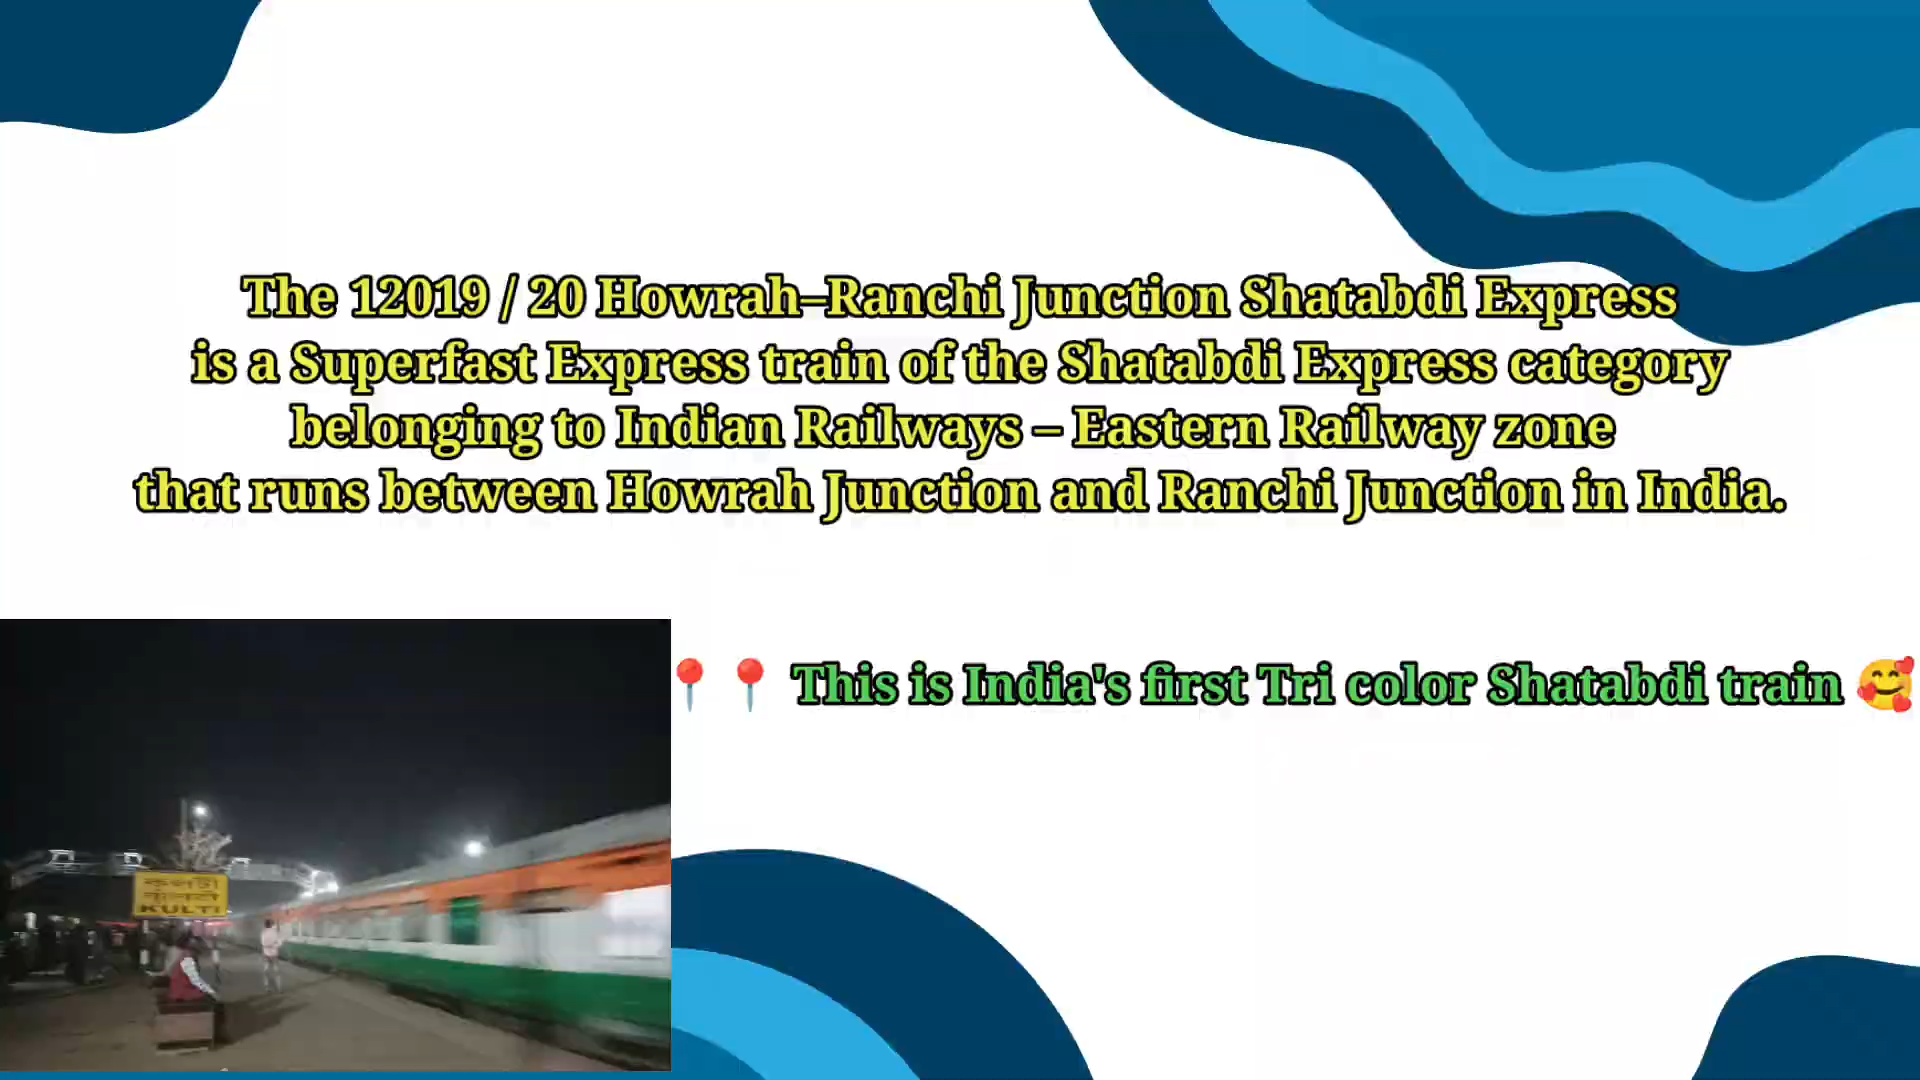 The 12019 / 20 Howrah–Ranchi Junction Shatabdi Express
is a Superfast Express train of the Shatabdi Express category
belonging to Indian Railways – Eastern Railway zone
that runs between Howrah Junction and Ranchi Junction in India.
📍 📍 This is India's first Tri color Shatabdi train 🥰
KULTI